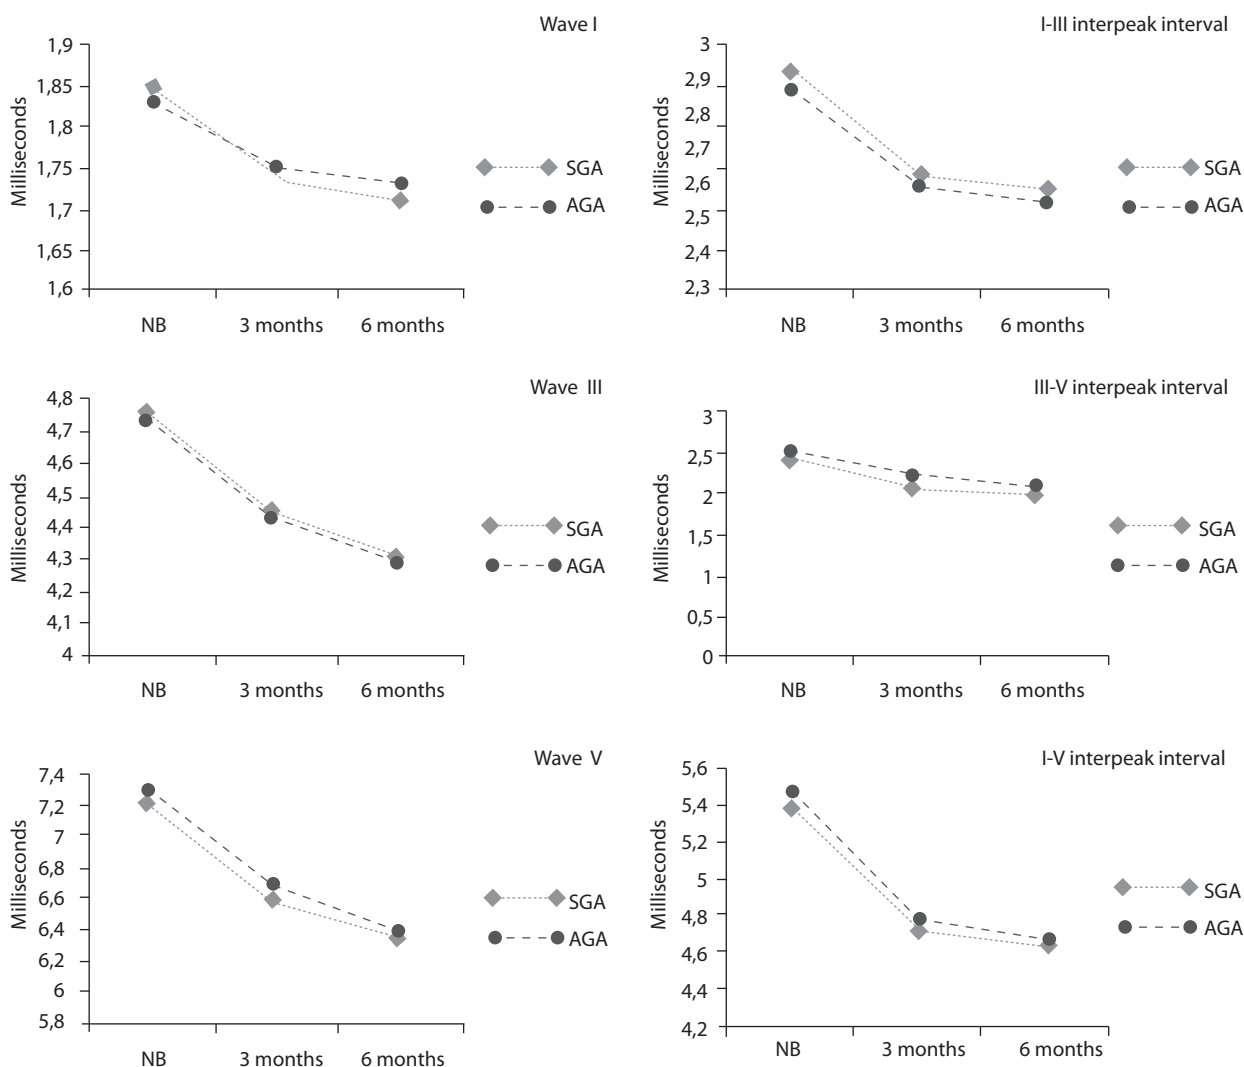 Wave I
Milliseconds
1,9
1,85
1,8
1,75
1,7
1,65
1,6
NB 3 months 6 months
SGA
AGA
I-III interpeak interval
Milliseconds
3
2,9
2,8
2,7
2,6
2,5
2,4
2,3
NB 3 months 6 months
SGA
AGA
Wave III
Milliseconds
4,8
4,7
4,6
4,5
4,4
4,3
4,2
4,1
4
NB 3 months 6 months
SGA
AGA
III-V interpeak interval
Milliseconds
3
2,5
2
1,5
1
0,5
0
NB 3 months 6 months
SGA
AGA
Wave V
Milliseconds
7,4
7,2
7
6,8
6,6
6,4
6,2
6
5,8
NB 3 months 6 months
SGA
AGA
I-V interpeak interval
Milliseconds
5,6
5,4
5,2
5
4,8
4,6
4,4
4,2
NB 3 months 6 months
SGA
AGA